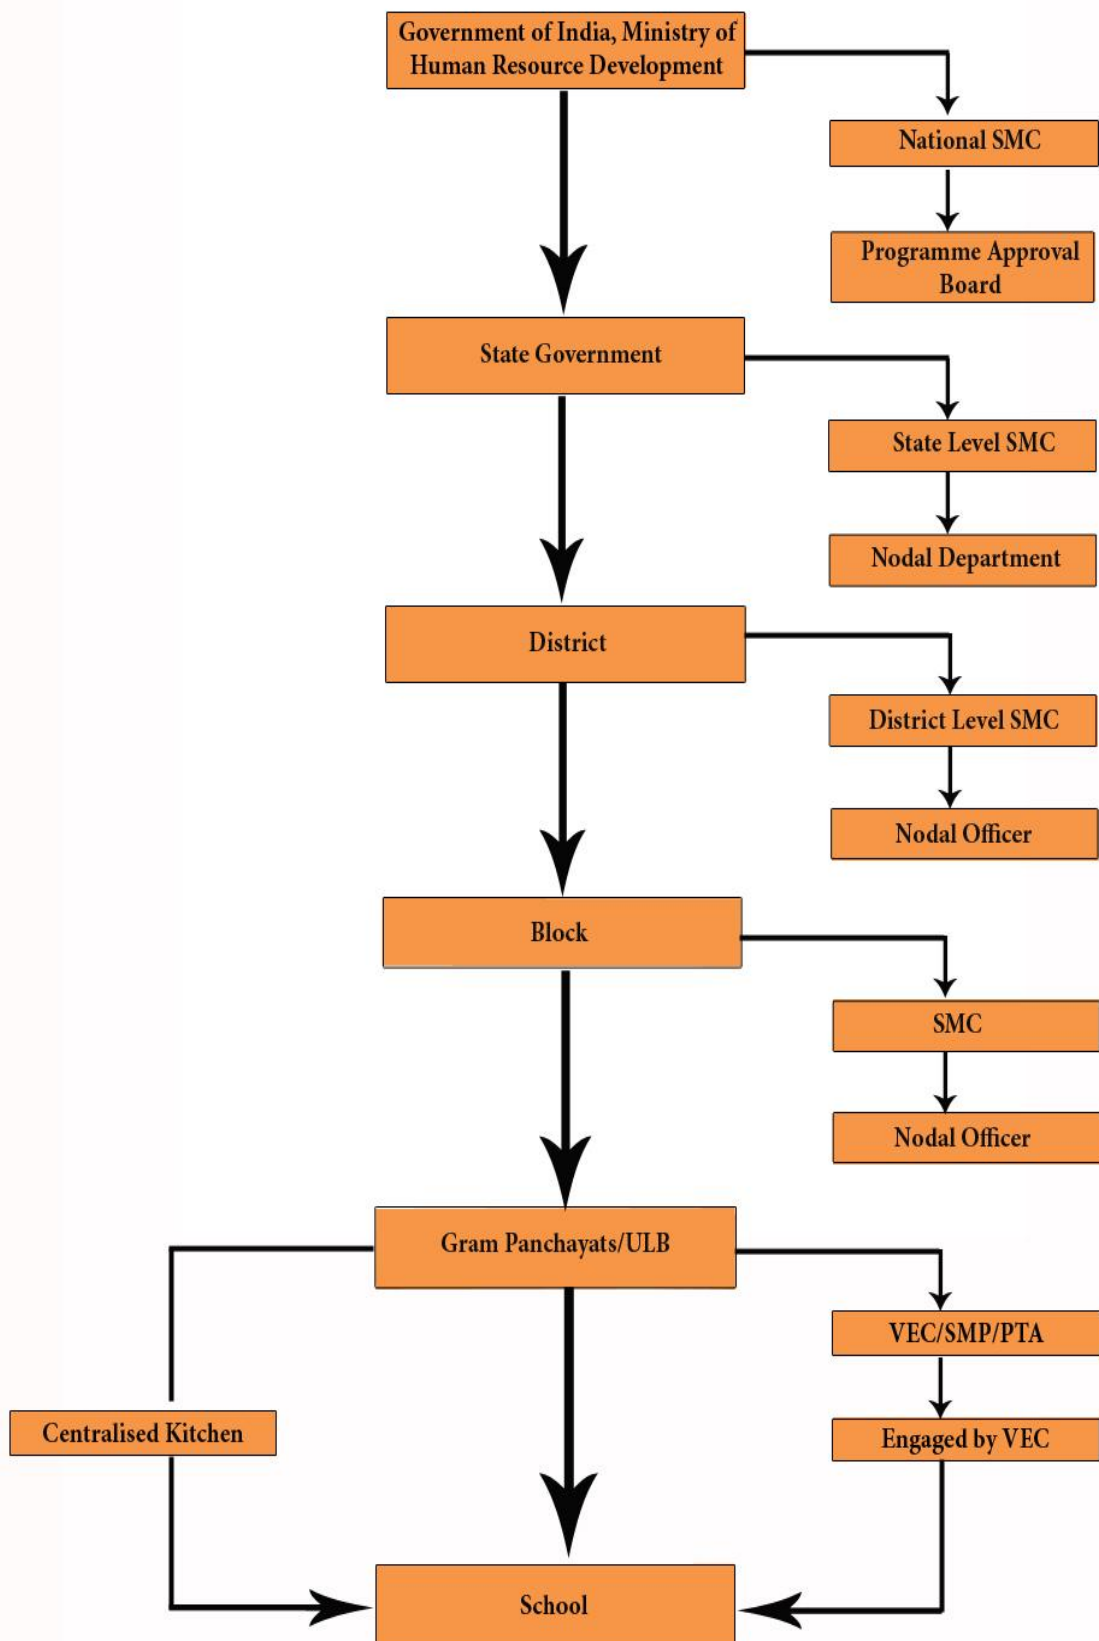 Government of India, Ministry of
Human Resource Development
National SMC
Programme Approval
Board
State Government
State Level SMC
Nodal Department
District
District Level SMC
Nodal Officer
Block
SMC
Nodal Officer
Gram Panchayats/ULB
VEC/SMP/PTA
Centralised Kitchen
Engaged by VEC
School